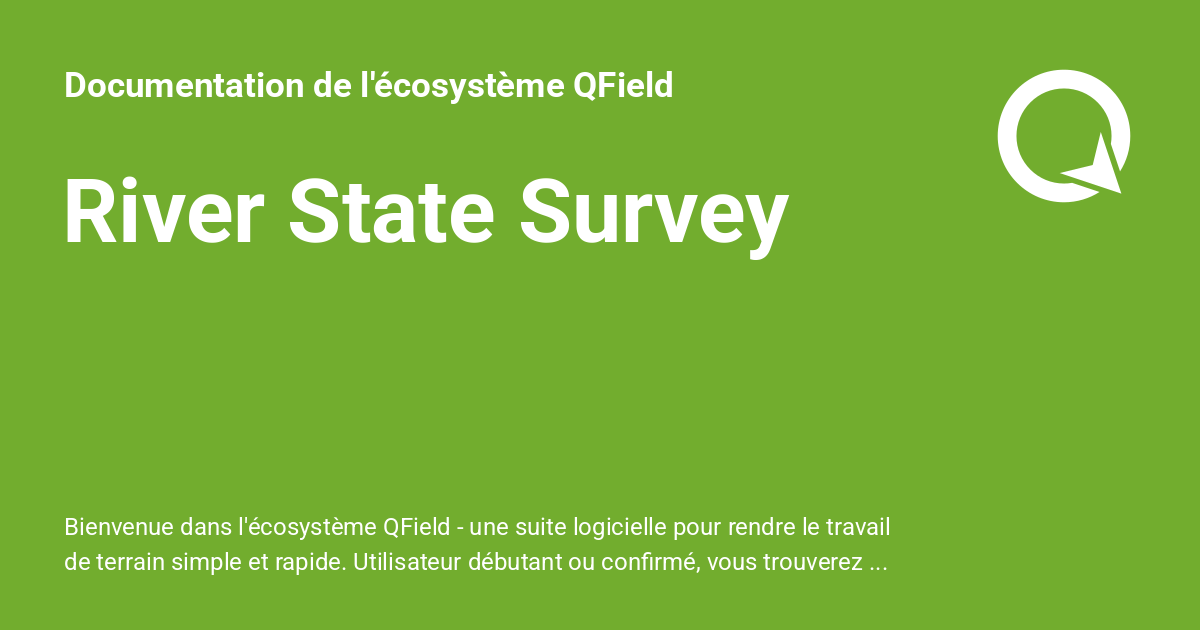 Documentation de l'écosystème QField
River State Survey
Bienvenue dans l'écosystème QField - une suite logicielle pour rendre le travail
de terrain simple et rapide. Utilisateur débutant ou confirmé, vous trouverez ...